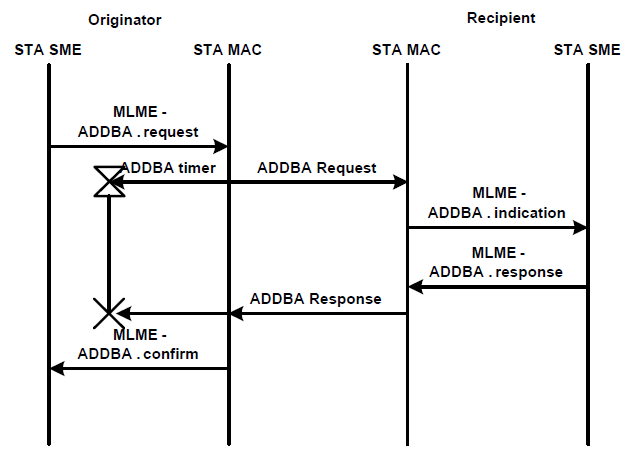 Originator
Recipient
STA SME
STA MAC
STA MAC
STA SME
MLME -
ADDBA . request
ADDBA timer
ADDBA Request
MLME -
ADDBA . indication
MLME -
ADDBA . response
ADDBA Response
MLME -
ADDBA . confirm